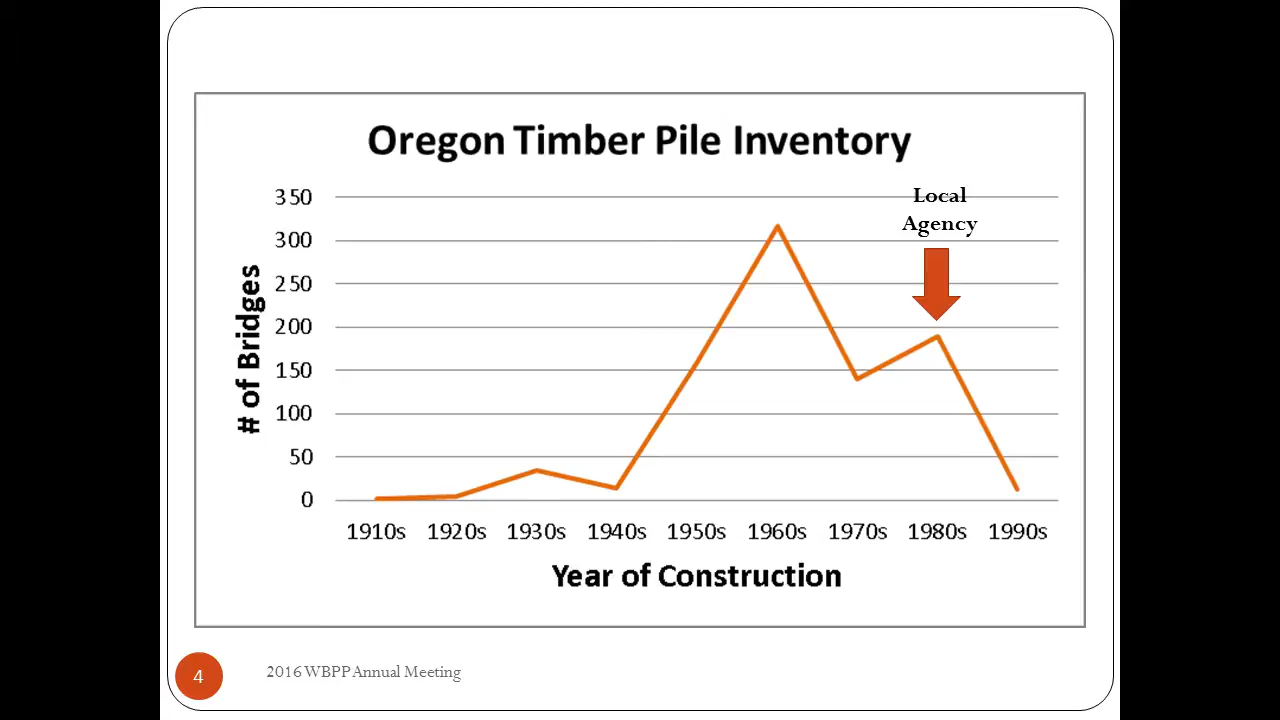 Oregon Timber Pile Inventory
Local
Agency
# of Bridges
350
300
250
200
150
100
50
0
1910s 1920s 1930s 1940s 1950s 1960s 1970s 1980s 1990s
Year of Construction
4 2016 WBPP Annual Meeting